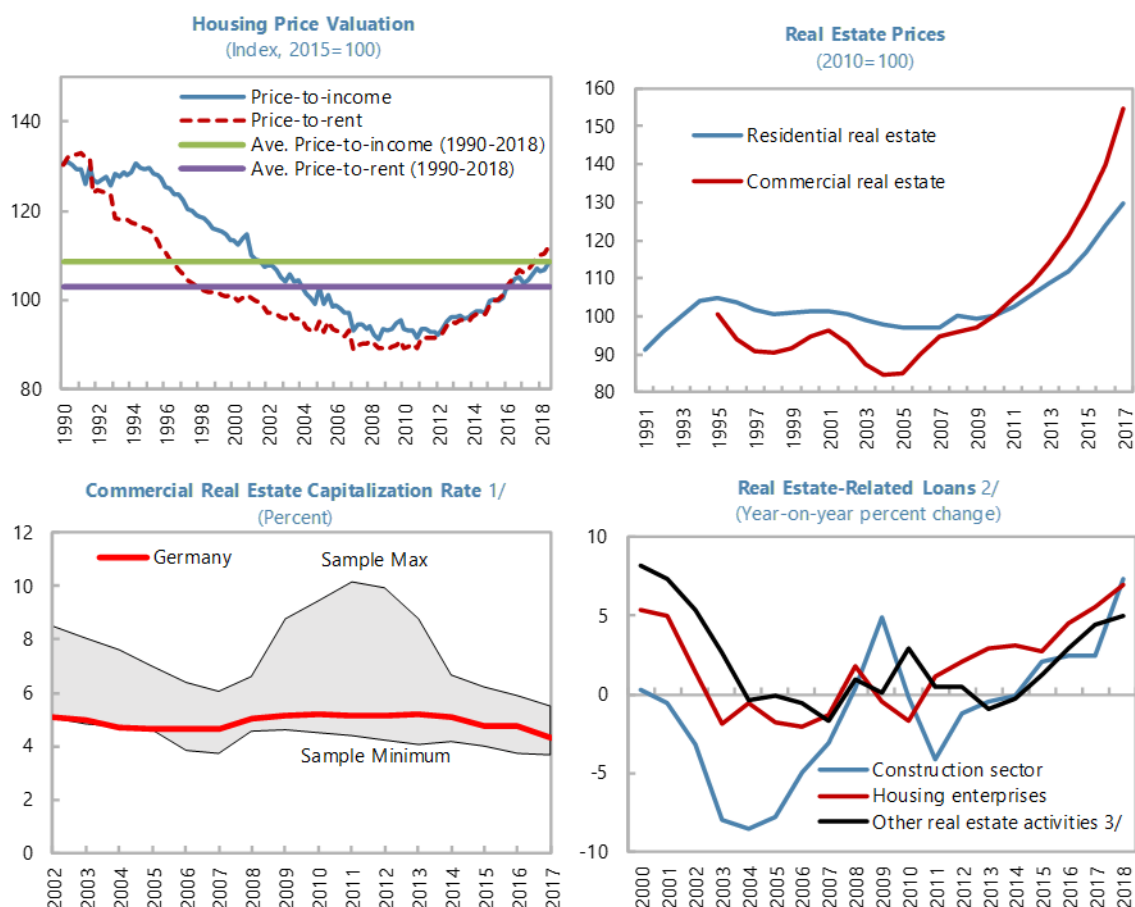 Housing Price Valuation
(Index, 2015=100)
140
120
100
80
Price-to-income
Price-to-rent
Ave. Price-to-income (1990-2018)
Ave. Price-to-rent (1990-2018)
1990 1992 1994 1996 1998 2000 2002 2004 2006 2008 2010 2012 2014 2016 2018
Real Estate Prices
(2010=100)
160
150
140
130
120
110
100
90
80
Residential real estate
Commercial real estate
1991 1993 1995 1997 1999 2001 2003 2005 2007 2009 2011 2013 2015 2017
Commercial Real Estate Capitalization Rate 1/
(Percent)
12
10
8
6
4
2
0
Germany
Sample Max
Sample Minimum
2002 2003 2004 2005 2006 2007 2008 2009 2010 2011 2012 2013 2014 2015 2016 2017
Real Estate-Related Loans 2/
(Year-on-year percent change)
10
5
0
-5
-10
Construction sector
Housing enterprises
Other real estate activities 3/
2000 2001 2002 2003 2004 2005 2006 2007 2008 2009 2010 2011 2012 2013 2014 2015 2016 2017 2018